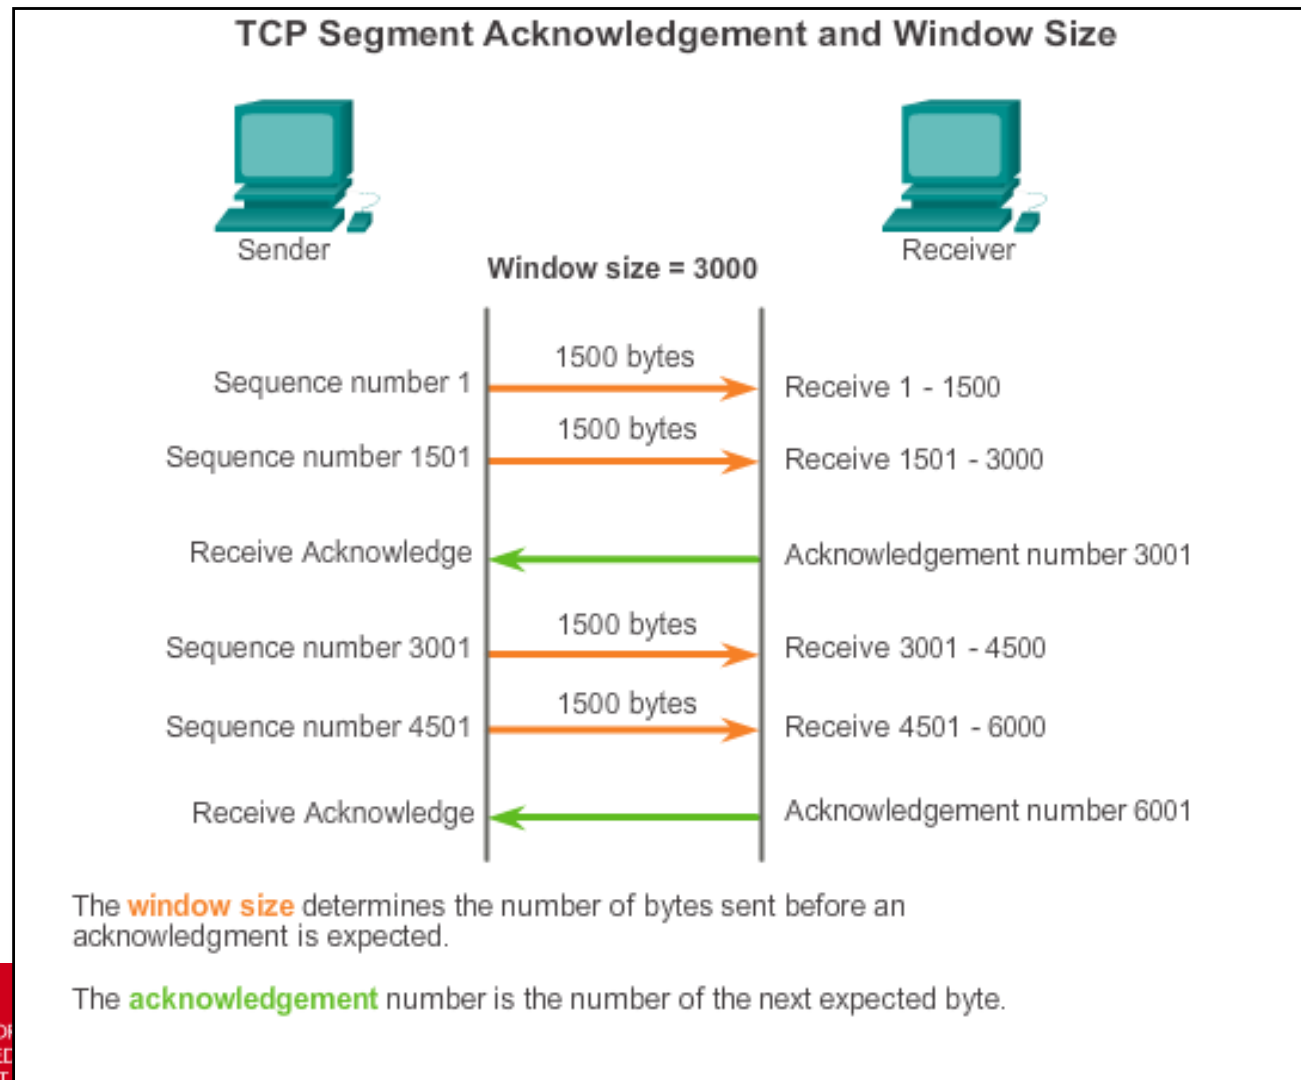 TCP Segment Acknowledgement and Window Size
Sender
Receiver
Window size = 3000
1500 bytes
Sequence number 1
Receive 1 - 1500
1500 bytes
Sequence number 1501
Receive 1501 - 3000
Receive Acknowledge
Acknowledgement number 3001
1500 bytes
Sequence number 3001
Receive 3001 - 4500
1500 bytes
Sequence number 4501
Receive 4501 - 6000
Receive Acknowledge
Acknowledgement number 6001
The window size determines the number of bytes sent before an
acknowledgment is expected.
The acknowledgement number is the number of the next expected byte.